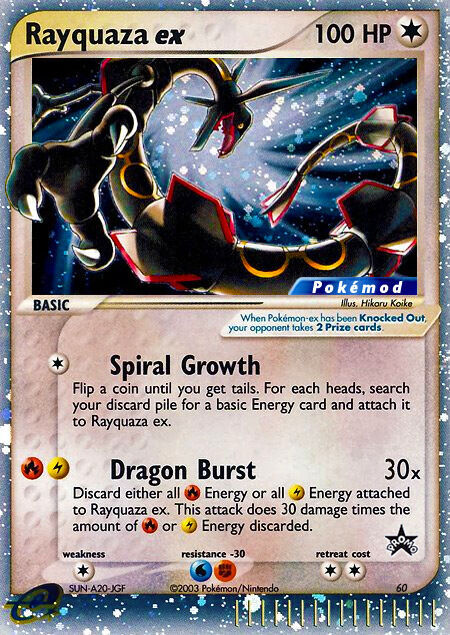 Rayquaza ex 100 HP
Pokémod
BASIC
Illus. Hikaru Koike
When Pokémon-ex has been Knocked Out,
your opponent takes 2 Prize cards.
Spiral Growth
Flip a coin until you get tails. For each heads, search
your discard pile for a basic Energy card and attach it
to Rayquaza ex.
Dragon Burst 30x
Discard either all Energy or all Energy attached
to Rayquaza ex. This attack does 30 damage times the
amount of or Energy discarded.
weakness resistance -30 retreat cost
PROMO
SUN-A20-JGF ©2003 Pokémon/Nintendo 60